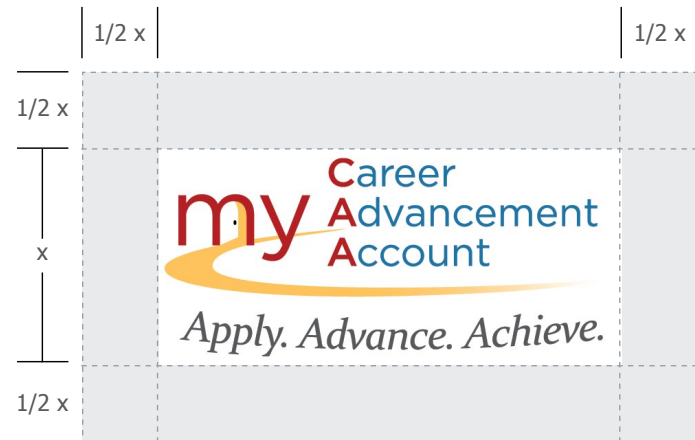 1/2 x
1/2 x
1/2 x
x
my
Career
Advancement
Account
Apply. Advance. Achieve.
1/2 x